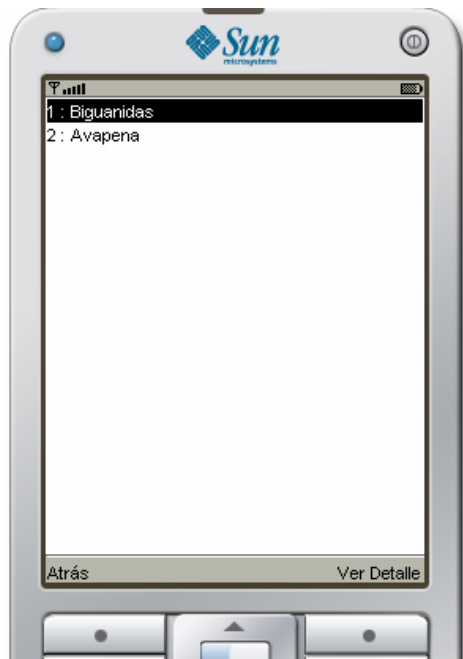 Sun
microsystems
1 : Biguanidas
2 : Avapena
Atrás
Ver Detalle